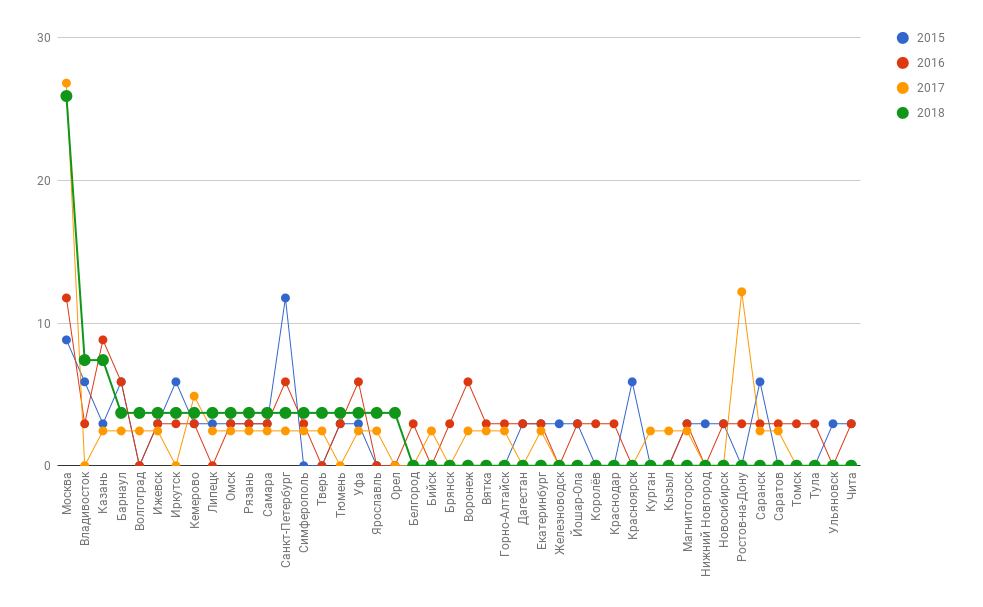 30
20
10
0
2015
2016
2017
2018
Москва
Владивосток
Казань
Барнаул
Волгоград
Ижевск
Иркутск
Кемерово
Липецк
Омск
Рязань
Самара
Санкт-Петербург
Симферополь
Тверь
Тюмень
Уфа
Ярославль
Орел
Белгород
Бийск
Брянск
Воронеж
Вятка
Горно-Алтайск
Дагестан
Екатеринбург
Железноводск
Йошар-Ола
Королёв
Краснодар
Красноярск
Курган
Кызыл
Магнитогорск
Нижний Новгород
Новосибирск
Ростов-на-Дону
Саранск
Саратов
Томск
Тула
Ульяновск
Чита